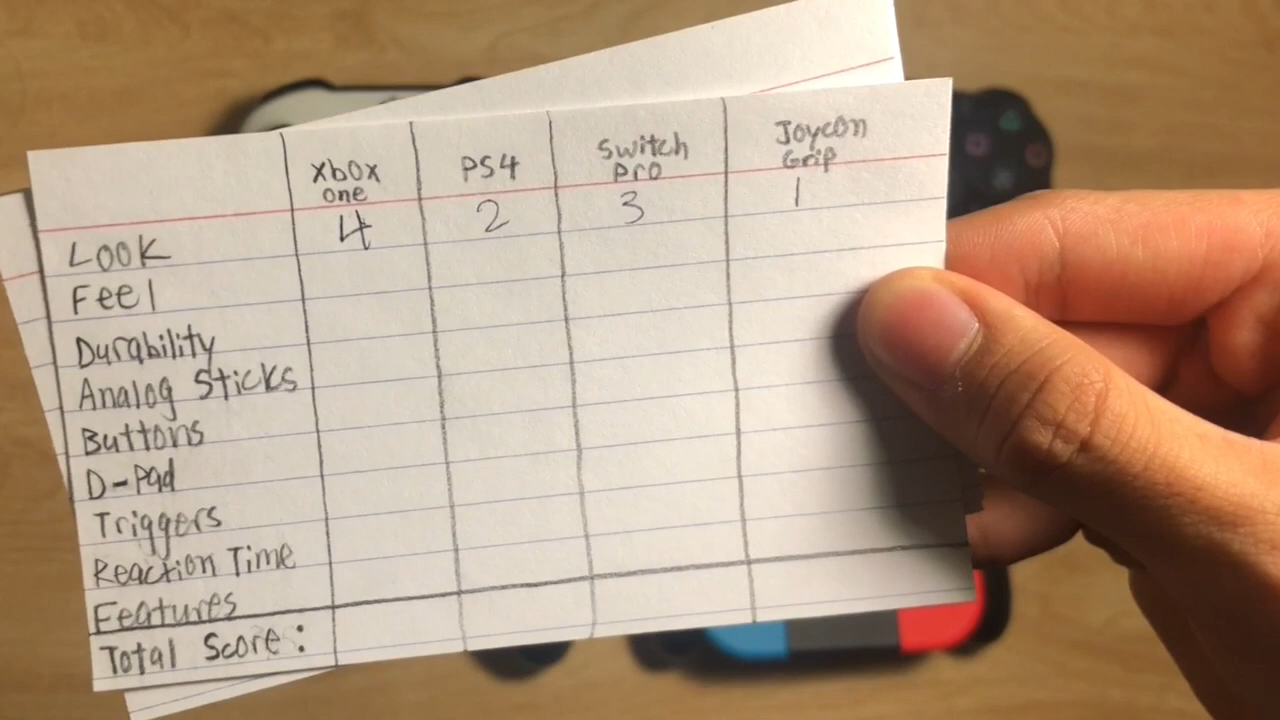 Xbox PS4 Switch Joycon
one Pro Grip
Look 4 2 3 1
Feel
Durability
Analog Sticks
Buttons
D-Pad
Triggers
Reaction Time
Features
Total Score: